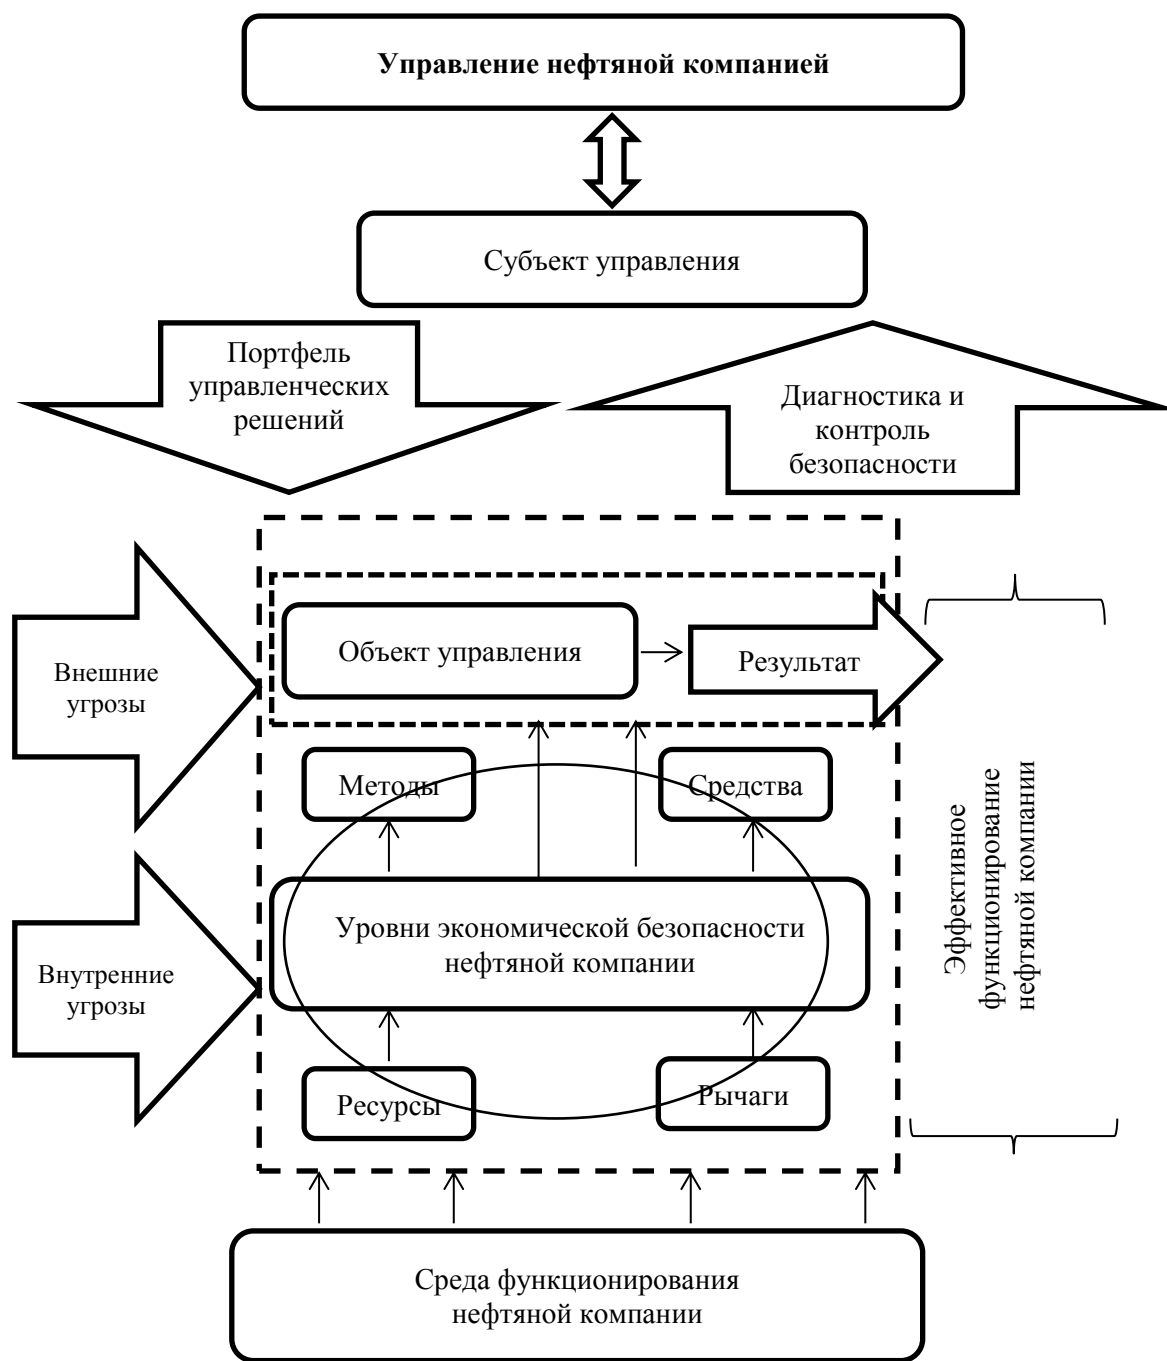 Управление нефтяной компанией
Субъект управления
Портфель
управленческих
решений
Диагностика и
контроль
безопасности
Внешние
угрозы
Объект управления
Результат
Методы
Средства
Уровни экономической безопасности
нефтяной компании
Внутренние
угрозы
Ресурсы
Рычаги
Эффективное
функционирование
нефтяной компании
Среда функционирования
нефтяной компании